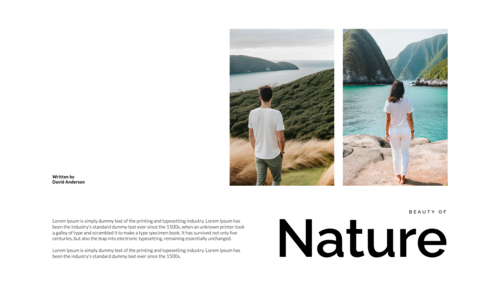 Written by
David Anderson
BEAUTY OF
Nature
Lorem Ipsum is simply dummy text of the printing and typesetting industry. Lorem Ipsum has
been the industry's standard dummy text ever since the 1500s, when an unknown printer took
a galley of type and scrambled it to make a type specimen book. It has survived not only five
centuries, but also the leap into electronic typesetting, remaining essentially unchanged.
Lorem Ipsum is simply dummy text of the printing and typesetting industry. Lorem Ipsum has
been the industry's standard dummy text ever since the 1500s.